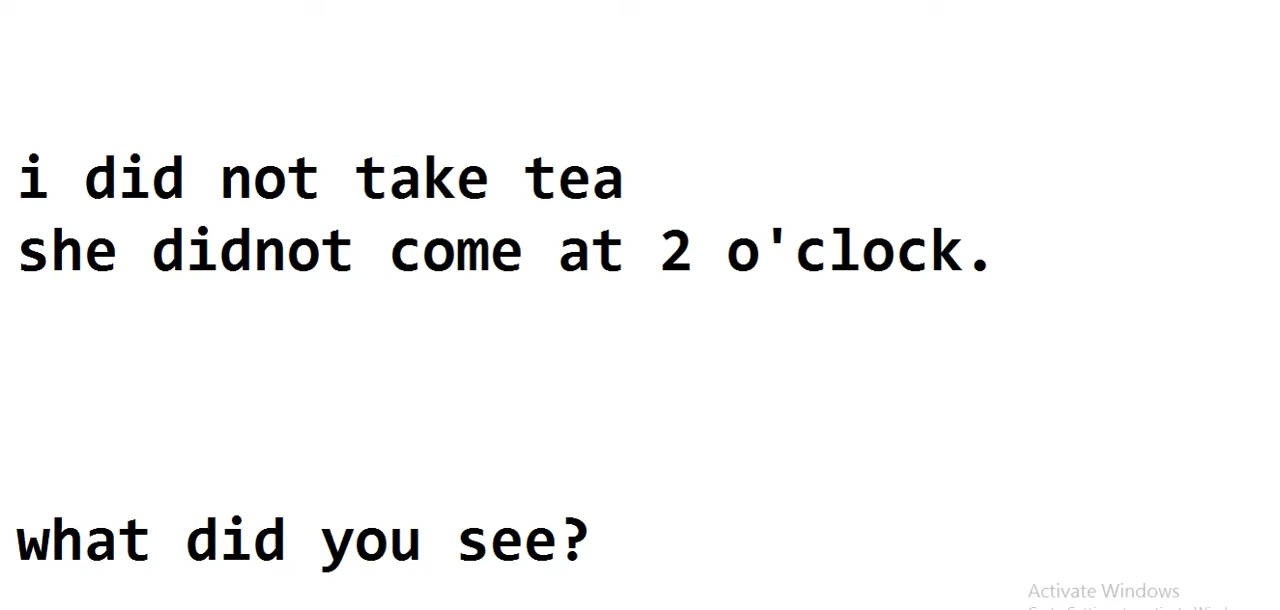 i did not take tea
she didnot come at 2 o'clock.
what did you see?
Activate Windows